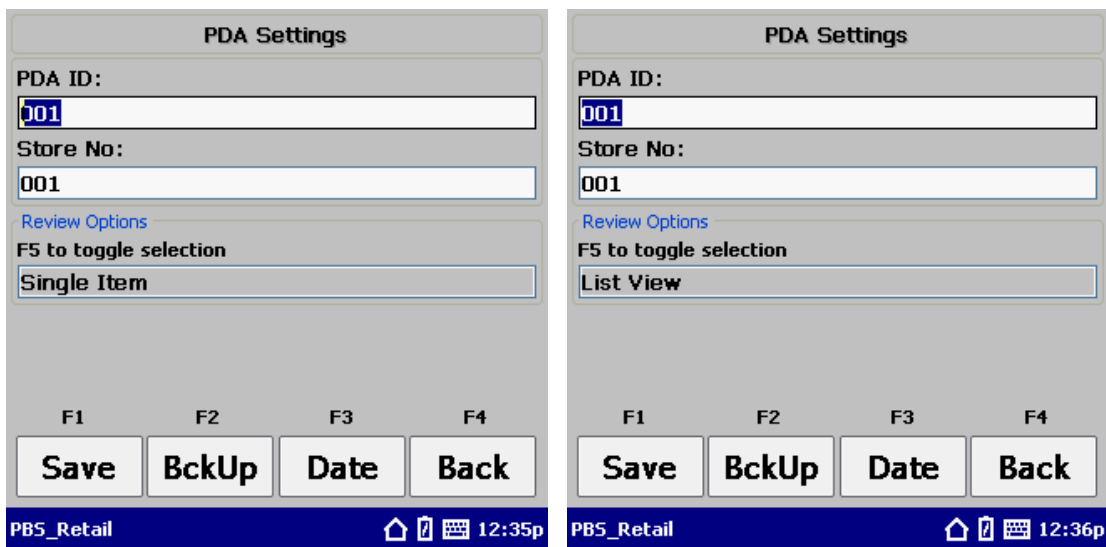 PDA Settings
PDA ID:
001
Store No:
001
Review Options
F5 to toggle selection
Single Item
F1 F2 F3 F4
Save BckUp Date Back
PBS_Retail 12:35p
PDA Settings
PDA ID:
001
Store No:
001
Review Options
F5 to toggle selection
List View
F1 F2 F3 F4
Save BckUp Date Back
PBS_Retail 12:36p